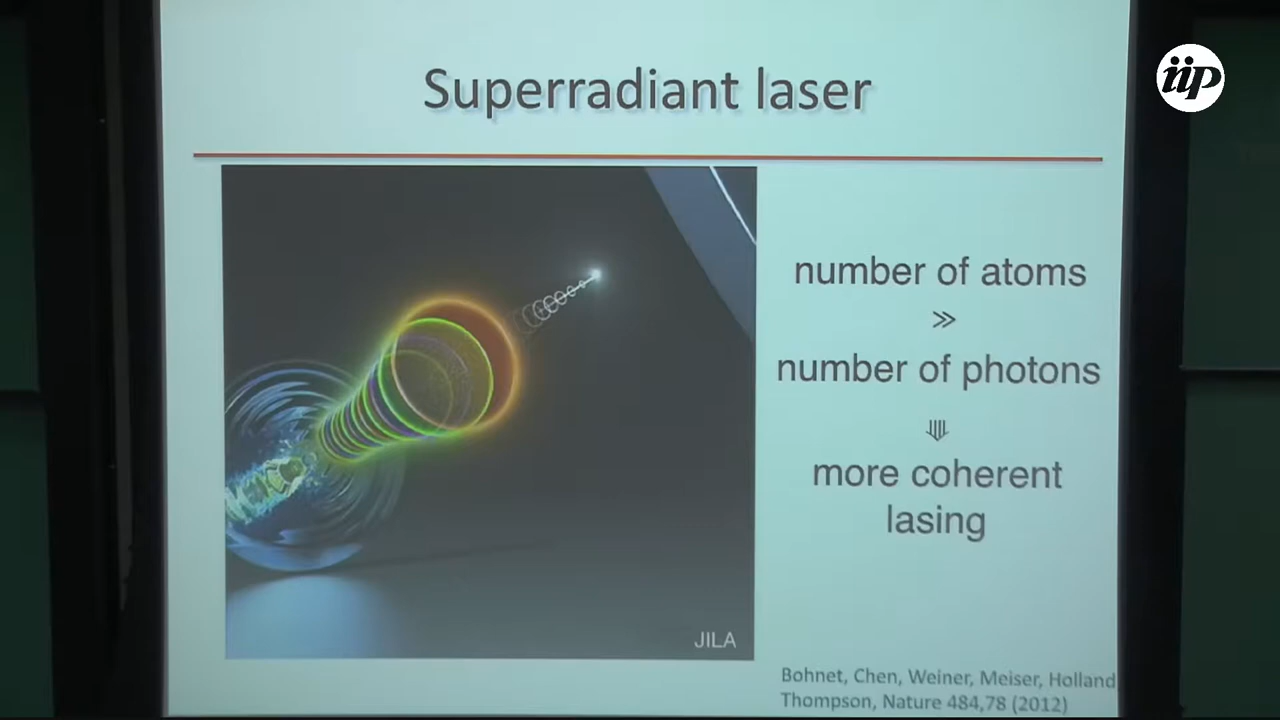 iip
Superradiant laser
number of atoms
≫
number of photons
⇓
more coherent
lasing
JILA
Bohnet, Chen, Weiner, Meiser, Holland
Thompson, Nature 484,78 (2012)